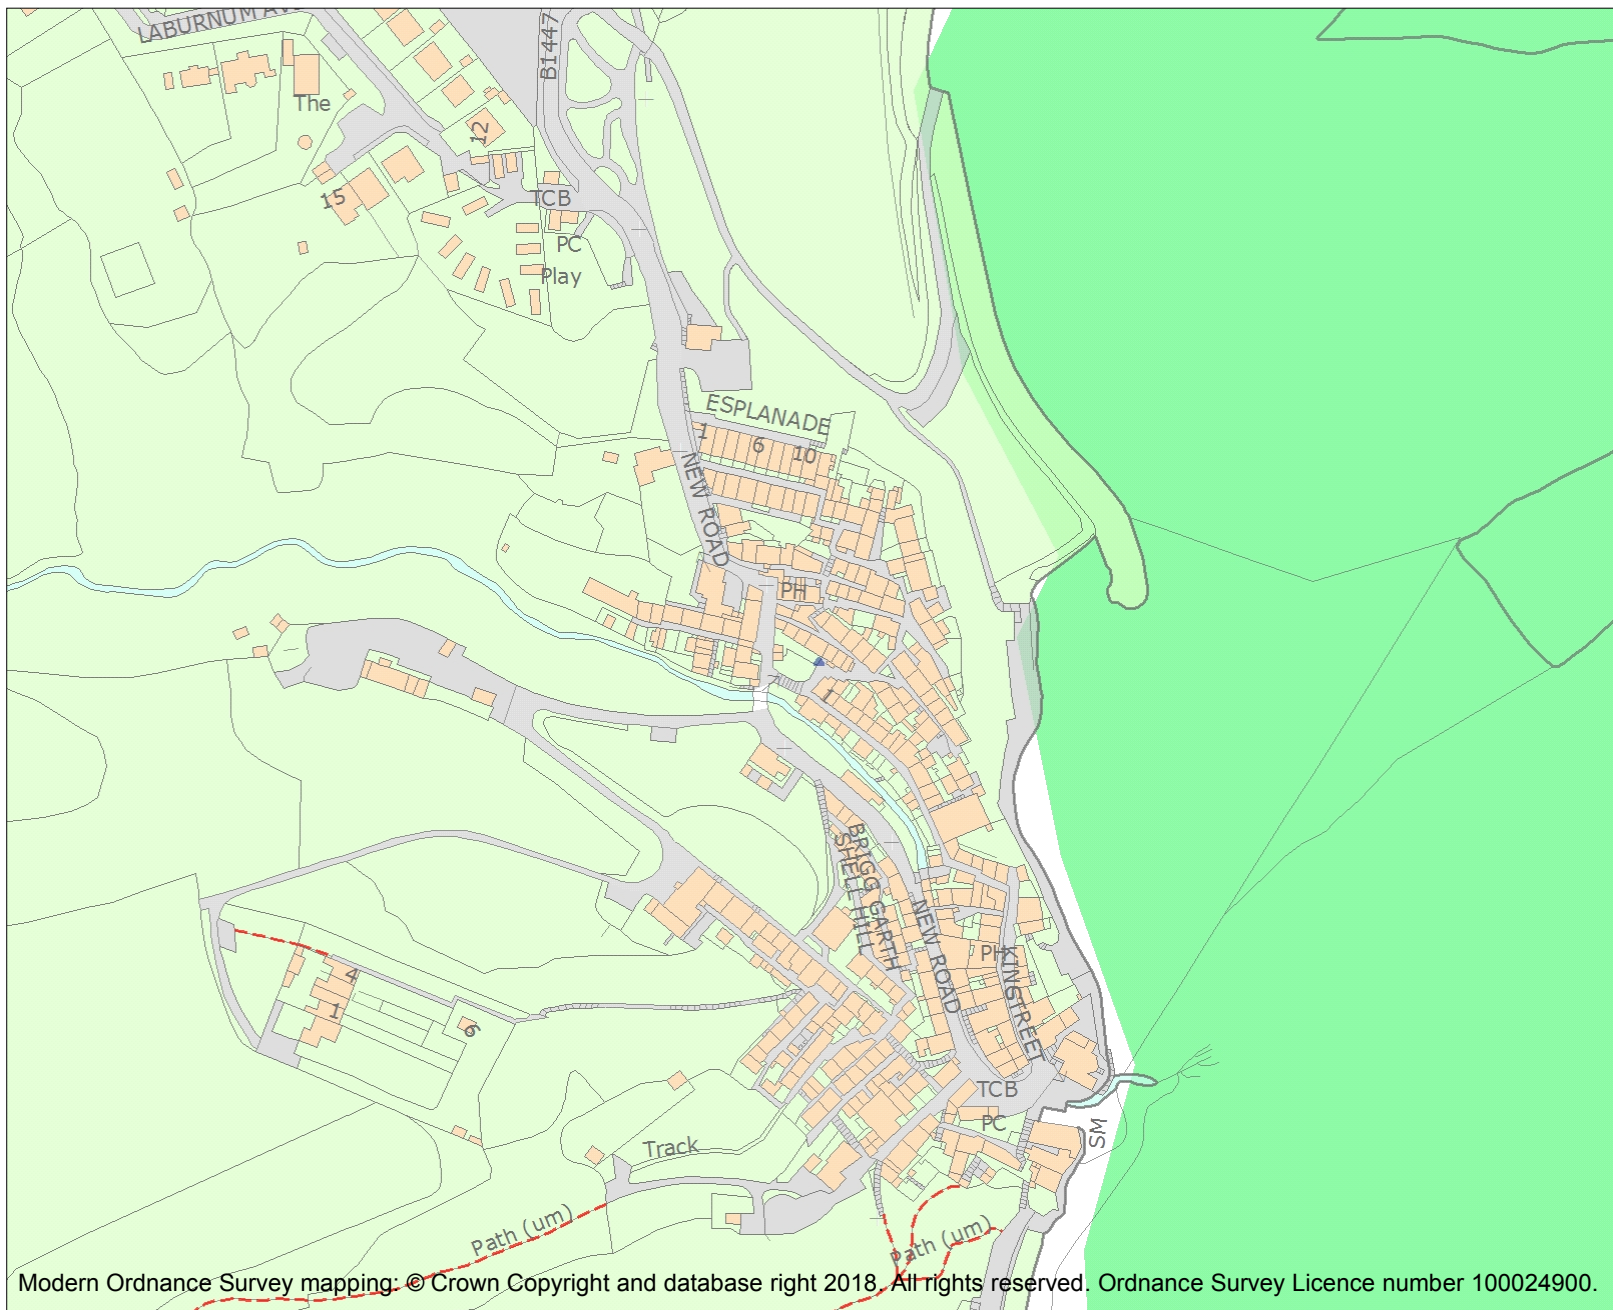 LABURNUM AV
B1447
The
12
15
TCB
PC
Play
ESPLANADE
1
6
10
NEW ROAD
PH
1
BRIGG GARTH
SHELL HILL
NEW ROAD
PH
KINGSTREET
4
1
6
TCB
PC
SM
Track
Path (um)
Path (um)
Modern Ordnance Survey mapping: © Crown Copyright and database right 2018. All rights reserved. Ordnance Survey Licence number 100024900.